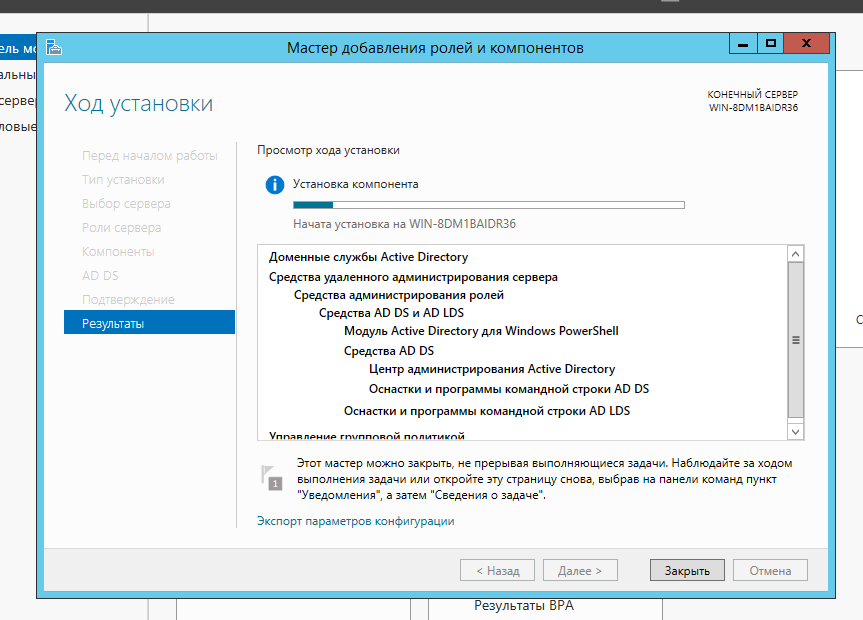 Мастер добавления ролей и компонентов
Ход установки
КОНЕЧНЫЙ СЕРВЕР
WIN-8DM1BAIDR36
Перед началом работы
Тип установки
Выбор сервера
Роли сервера
Компоненты
AD DS
Подтверждение
Результаты
Просмотр хода установки
Установка компонента
Начата установка на WIN-8DM1BAIDR36
Доменные службы Active Directory
Средства удаленного администрирования сервера
Средства администрирования ролей
Средства AD DS и AD LDS
Модуль Active Directory для Windows PowerShell
Средства AD DS
Центр администрирования Active Directory
Оснастки и программы командной строки AD DS
Оснастки и программы командной строки AD LDS
Управление групповой политикой
1
Этот мастер можно закрыть, не прерывая выполняющиеся задачи. Наблюдайте за ходом
выполнения задачи или откройте эту страницу снова, выбрав на панели команд пункт
"Уведомления", а затем "Сведения о задаче".
Экспорт параметров конфигурации
< Назад
Далее >
Закрыть
Отмена
Результаты BPA